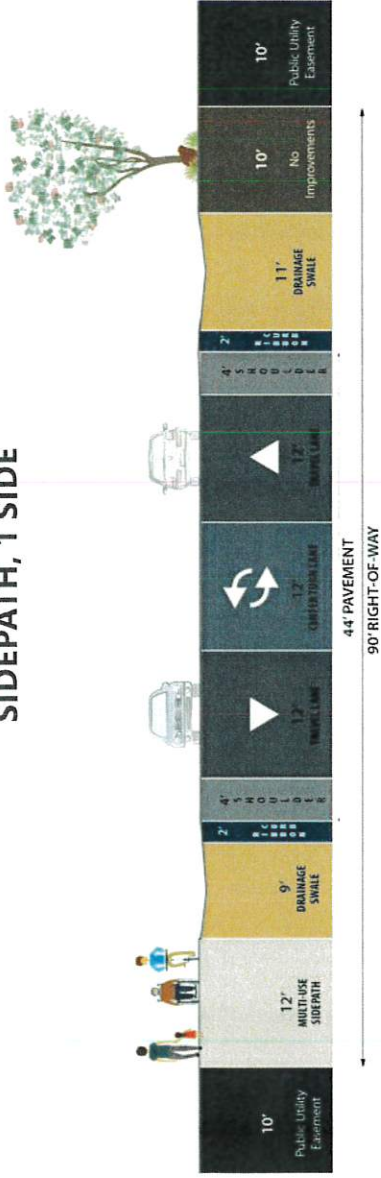 SIDEPATH, 1 SIDE
10'
Public Utility
Easement
12'
MULTI-USE
SIDEPATH
9'
DRAINAGE
SWALE
2'
RIBBON
4'
SHOULDER
12'
TRAVEL LANE
12'
CENTER TURN LANE
12'
TRAVEL LANE
4'
SHOULDER
2'
11'
DRAINAGE
SWALE
10'
No
Improvements
10'
Public Utility
Easement
44' PAVEMENT
90' RIGHT-OF-WAY